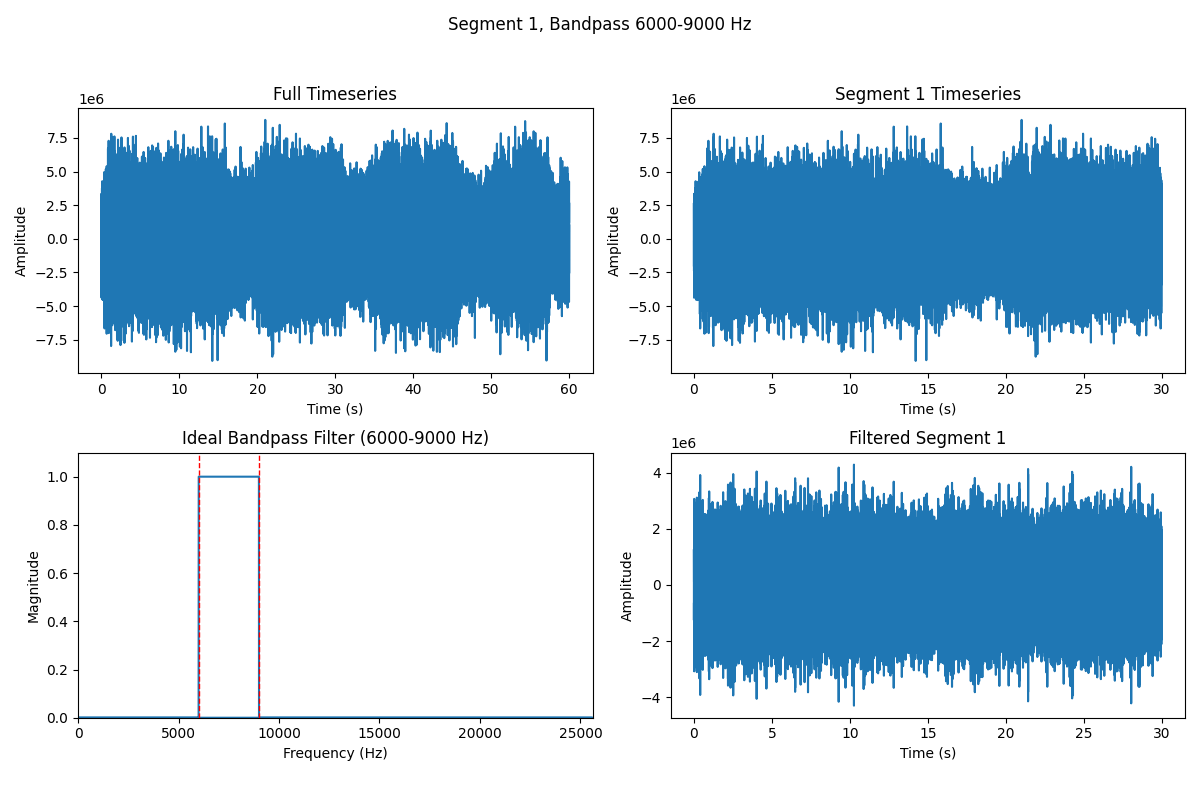 Segment 1, Bandpass 6000-9000 Hz
Full Timeseries
1e6
7.5
5.0
2.5
0.0
−2.5
−5.0
−7.5
Amplitude
0 10 20 30 40 50 60
Time (s)
Segment 1 Timeseries
1e6
7.5
5.0
2.5
0.0
−2.5
−5.0
−7.5
Amplitude
0 5 10 15 20 25 30
Time (s)
Ideal Bandpass Filter (6000-9000 Hz)
1.0
0.8
0.6
0.4
0.2
0.0
Magnitude
0 5000 10000 15000 20000 25000
Frequency (Hz)
Filtered Segment 1
1e6
4
2
0
−2
−4
Amplitude
0 5 10 15 20 25 30
Time (s)